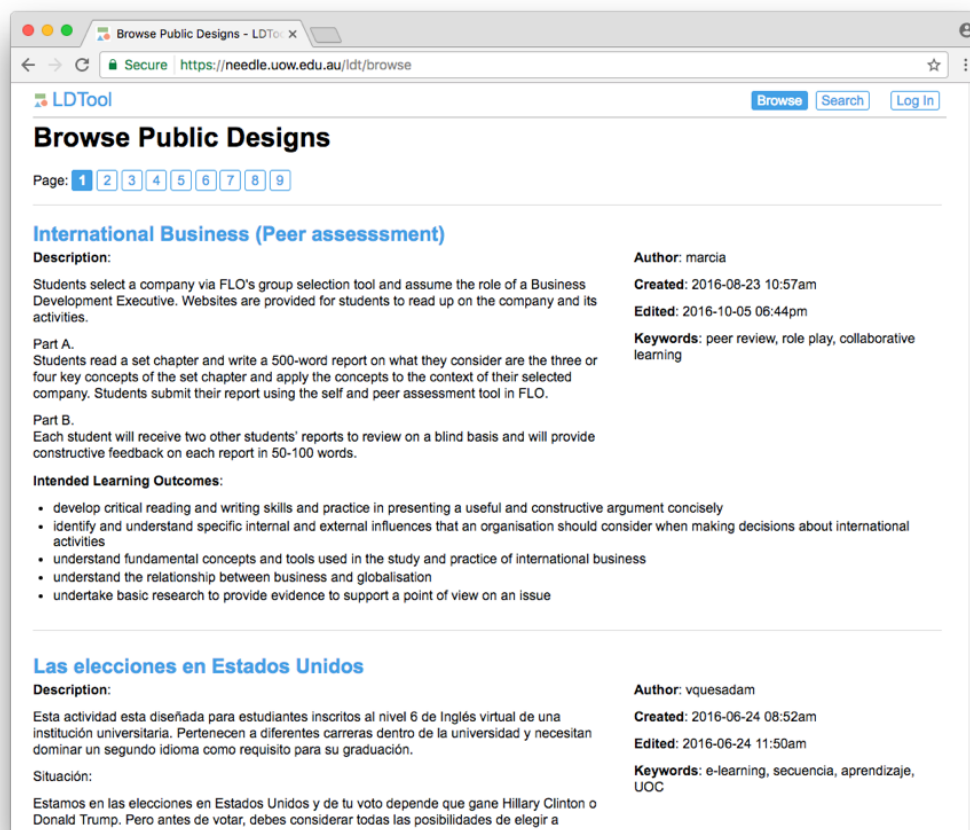 Browse Public Designs - LDToo
Secure https://needle.uow.edu.au/ldt/browse
LDTool
Browse Search Log In
Browse Public Designs
Page: 1 2 3 4 5 6 7 8 9
International Business (Peer assesssment)
Description:
Students select a company via FLO's group selection tool and assume the role of a Business
Development Executive. Websites are provided for students to read up on the company and its
activities.
Part A.
Students read a set chapter and write a 500-word report on what they consider are the three or
four key concepts of the set chapter and apply the concepts to the context of their selected
company. Students submit their report using the self and peer assessment tool in FLO.
Part B.
Each student will receive two other students' reports to review on a blind basis and will provide
constructive feedback on each report in 50-100 words.
Author: marcia
Created: 2016-08-23 10:57am
Edited: 2016-10-05 06:44pm
Keywords: peer review, role play, collaborative
learning
Intended Learning Outcomes:
• develop critical reading and writing skills and practice in presenting a useful and constructive argument concisely
• identify and understand specific internal and external influences that an organisation should consider when making decisions about international
activities
• understand fundamental concepts and tools used in the study and practice of international business
• understand the relationship between business and globalisation
• undertake basic research to provide evidence to support a point of view on an issue
Las elecciones en Estados Unidos
Description:
Esta actividad esta diseñada para estudiantes inscritos al nivel 6 de Inglés virtual de una
institución universitaria. Pertenecen a diferentes carreras dentro de la universidad y necesitan
dominar un segundo idioma como requisito para su graduación.
Situación:
Estamos en las elecciones en Estados Unidos y de tu voto depende que gane Hillary Clinton o
Donald Trump. Pero antes de votar, debes considerar todas las posibilidades de elegir a
Author: vquesadam
Created: 2016-06-24 08:52am
Edited: 2016-06-24 11:50am
Keywords: e-learning, secuencia, aprendizaje,
UOC